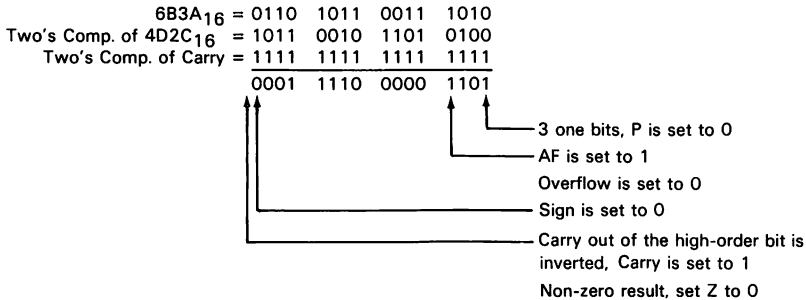 6B3A16 = 0110 1011 0011 1010
Two's Comp. of 4D2C16 = 1011 0010 1101 0100
Two's Comp. of Carry = 1111 1111 1111 1111
0001 1110 0000 1101
3 one bits, P is set to 0
AF is set to 1
Overflow is set to 0
Sign is set to 0
Carry out of the high-order bit is
inverted, Carry is set to 1
Non-zero result, set Z to 0